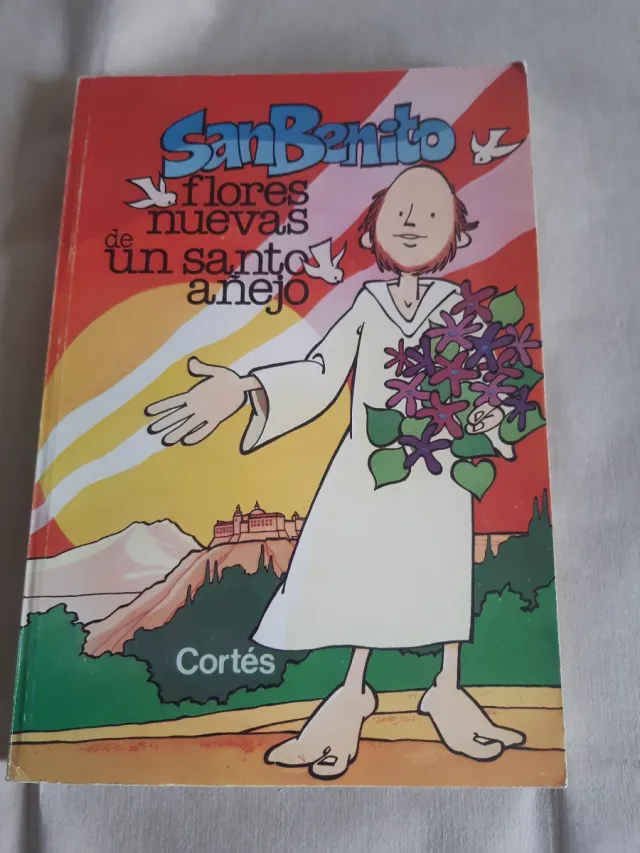 SanBenito
flores
nuevas
de
un santo
añejo
Cortés